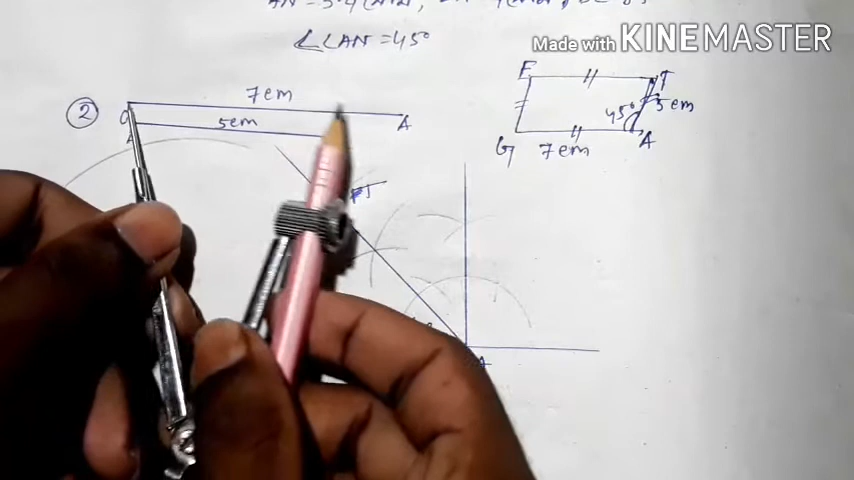 ∠LAN = 45°
Made with KINEMASTER
② 7cm
G A
5cm
F T
45° 5cm
G 7cm A
T
A